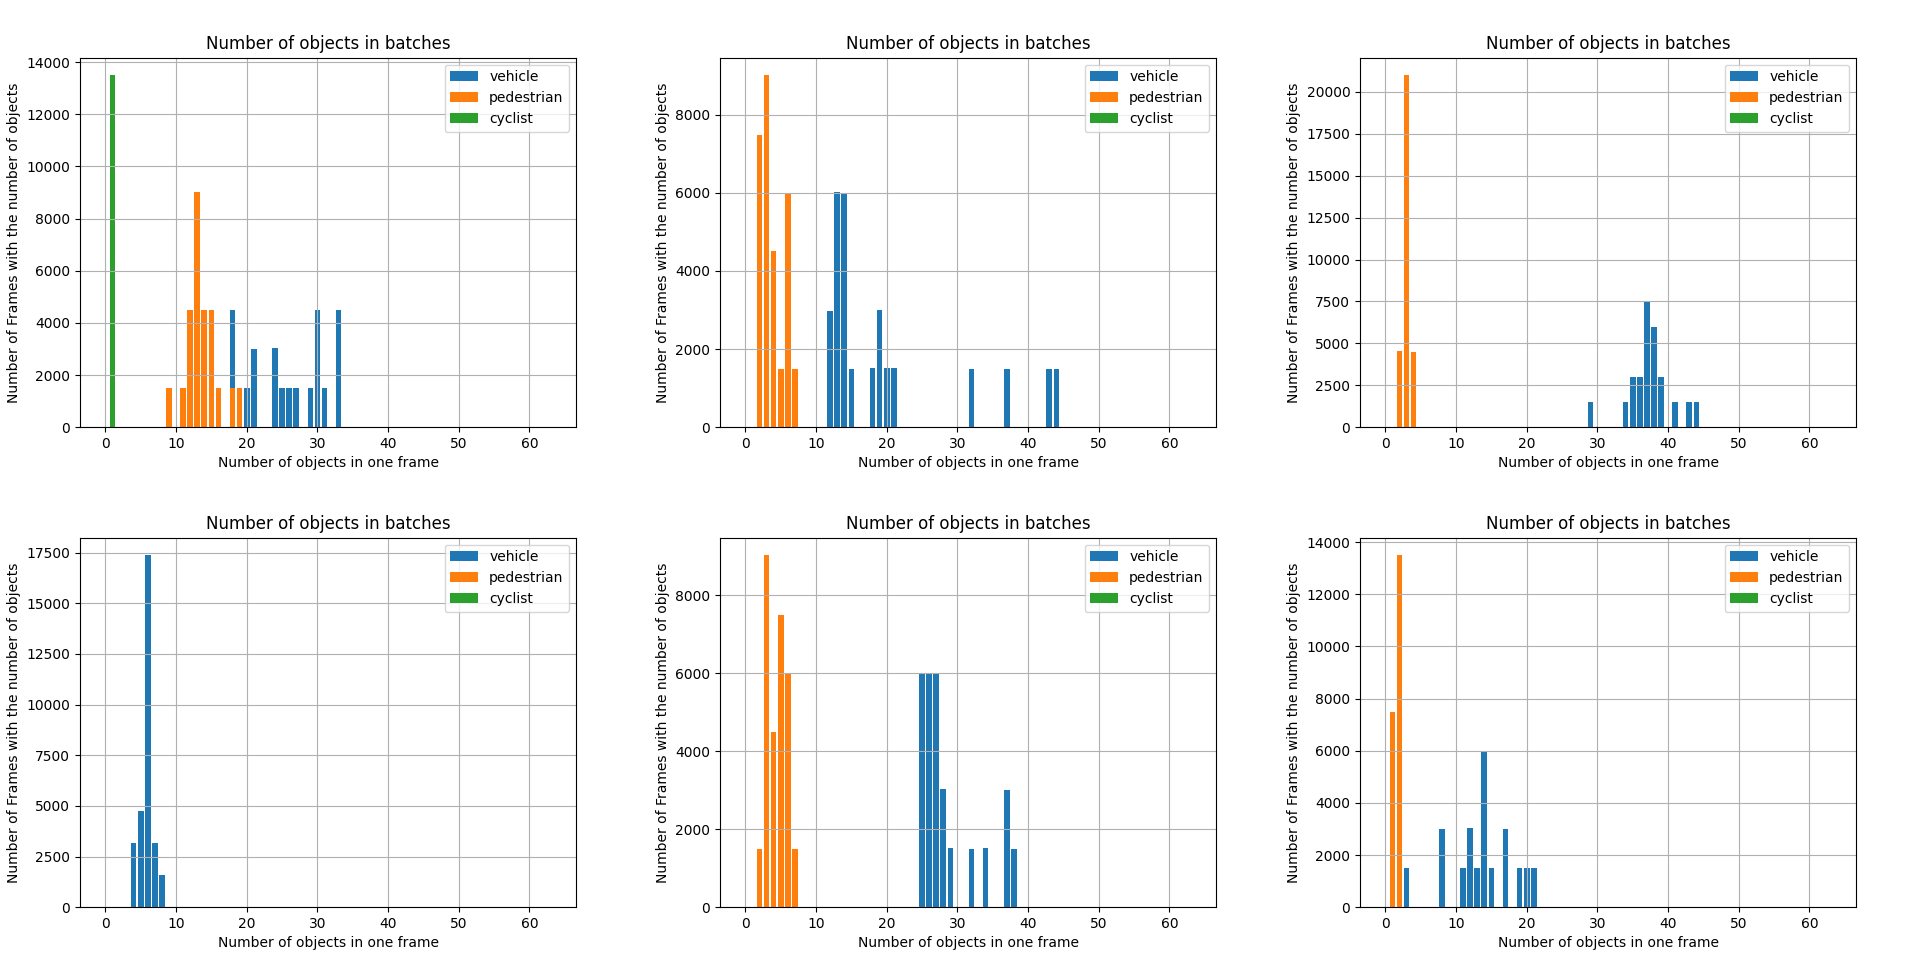 Number of objects in batches
Number of Frames with the number of objects
14000
12000
10000
8000
6000
4000
2000
0
vehicle
pedestrian
cyclist
0 10 20 30 40 50 60
Number of objects in one frame
Number of objects in batches
Number of Frames with the number of objects
8000
6000
4000
2000
0
vehicle
pedestrian
cyclist
0 10 20 30 40 50 60
Number of objects in one frame
Number of objects in batches
Number of Frames with the number of objects
20000
17500
15000
12500
10000
7500
5000
2500
0
vehicle
pedestrian
cyclist
0 10 20 30 40 50 60
Number of objects in one frame
Number of objects in batches
Number of Frames with the number of objects
17500
15000
12500
10000
7500
5000
2500
0
vehicle
pedestrian
cyclist
0 10 20 30 40 50 60
Number of objects in one frame
Number of objects in batches
Number of Frames with the number of objects
8000
6000
4000
2000
0
vehicle
pedestrian
cyclist
0 10 20 30 40 50 60
Number of objects in one frame
Number of objects in batches
Number of Frames with the number of objects
14000
12000
10000
8000
6000
4000
2000
0
vehicle
pedestrian
cyclist
0 10 20 30 40 50 60
Number of objects in one frame